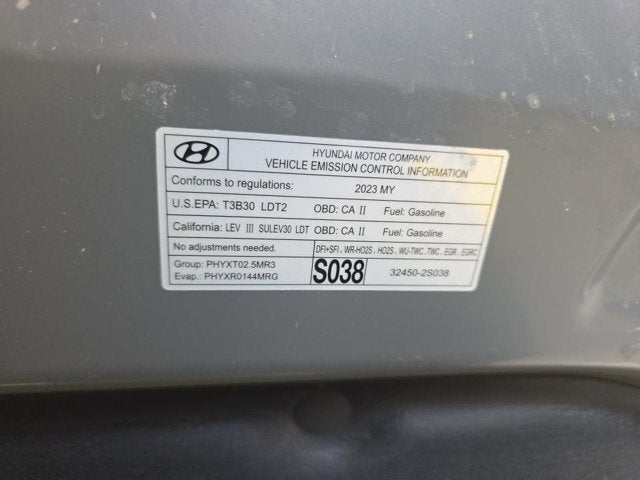 HYUNDAI MOTOR COMPANY
VEHICLE EMISSION CONTROL INFORMATION
Conforms to regulations: 2023 MY
U.S.EPA: T3B30 LDT2 OBD: CA II Fuel: Gasoline
California: LEV III SULEV30 LDT OBD: CA II Fuel: Gasoline
No adjustments needed. DFI+SFI , WR-HO2S , HO2S , WU-TWC , TWC , EGR , EGRC
Group: PHYXT02.5MR3
Evap.: PHYXR0144MRG
S038 32450-2S038